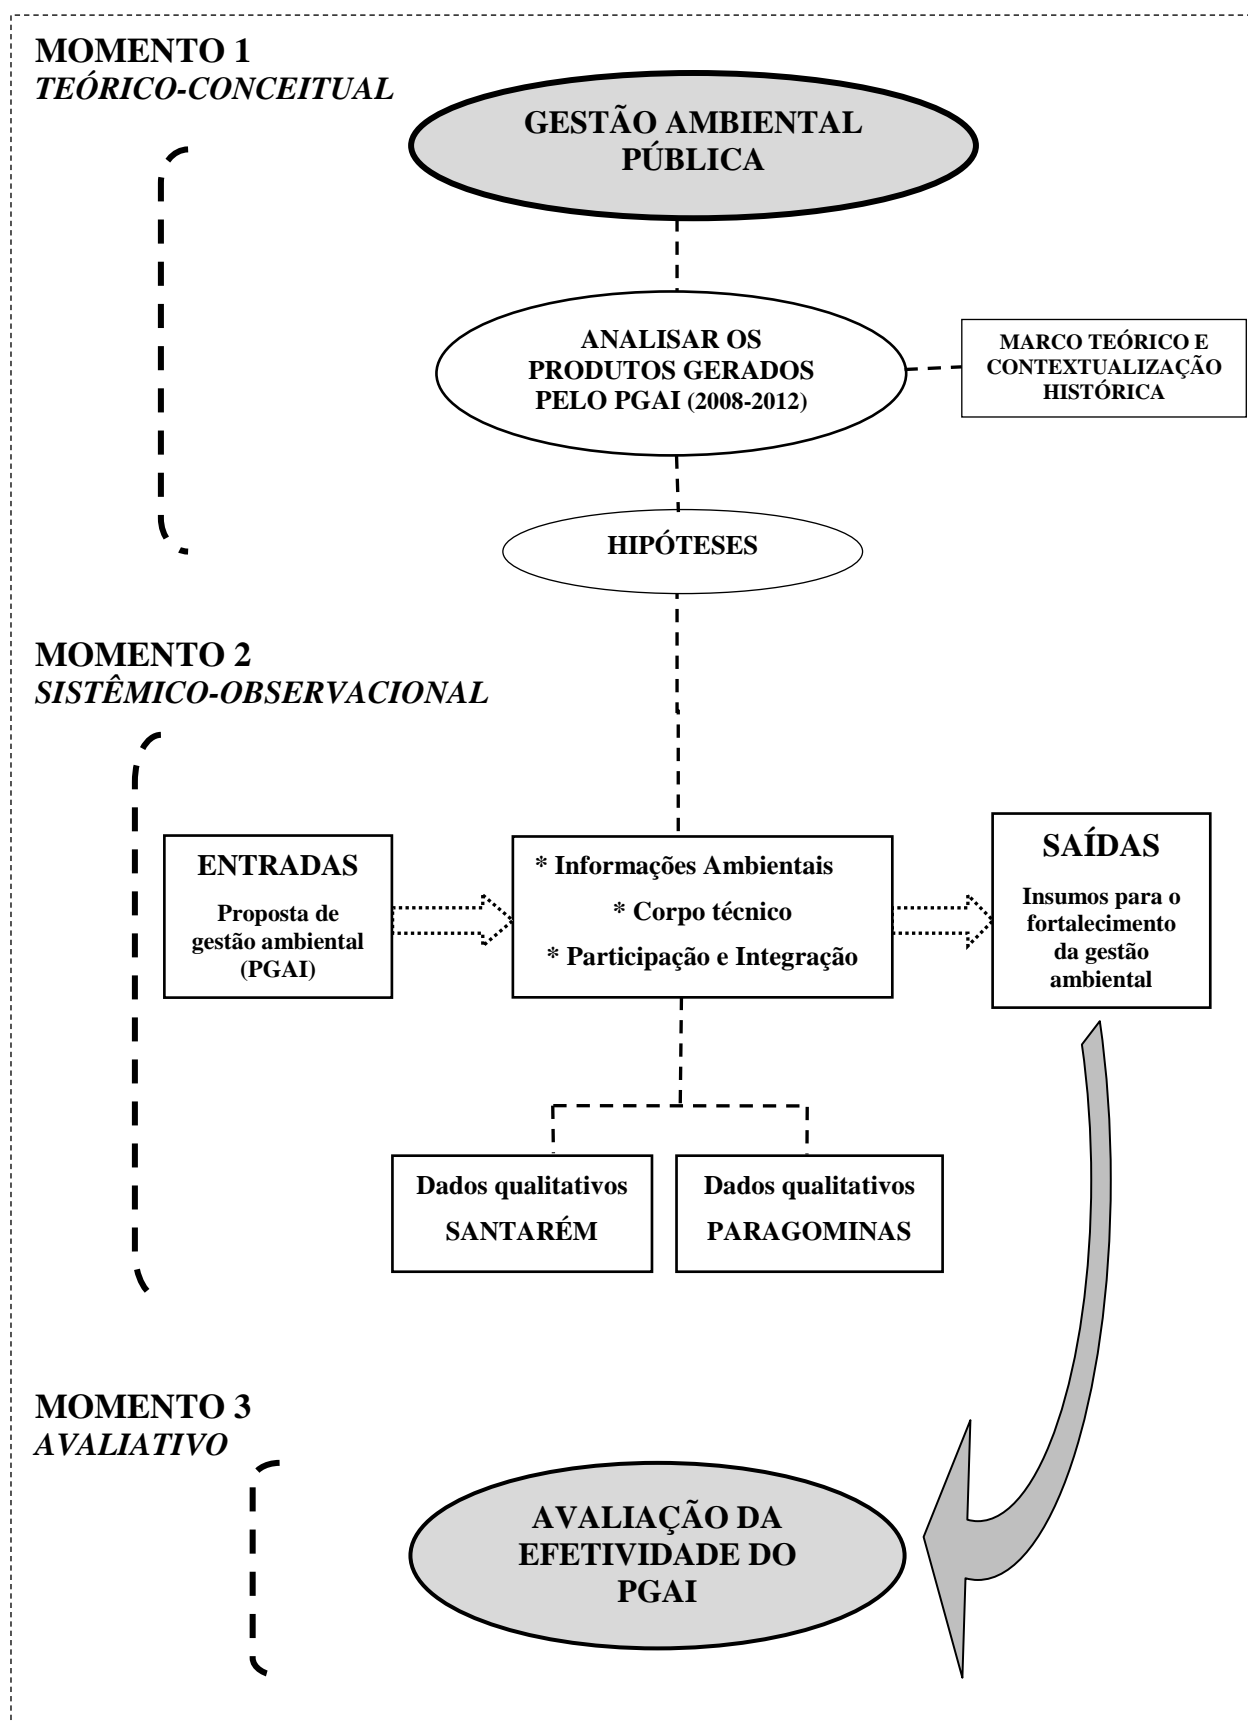 MOMENTO 1
TEÓRICO-CONCEITUAL
GESTÃO AMBIENTAL
PÚBLICA
ANALISAR OS
PRODUTOS GERADOS
PELO PGAI (2008-2012)
MARCO TEÓRICO E
CONTEXTUALIZAÇÃO
HISTÓRICA
HIPÓTESES
MOMENTO 2
SISTÊMICO-OBSERVACIONAL
ENTRADAS
Proposta de
gestão ambiental
(PGAI)
* Informações Ambientais
* Corpo técnico
* Participação e Integração
SAÍDAS
Insumos para o
fortalecimento
da gestão
ambiental
Dados qualitativos
SANTARÉM
Dados qualitativos
PARAGOMINAS
MOMENTO 3
AVALIATIVO
AVALIAÇÃO DA
EFETIVIDADE DO
PGAI